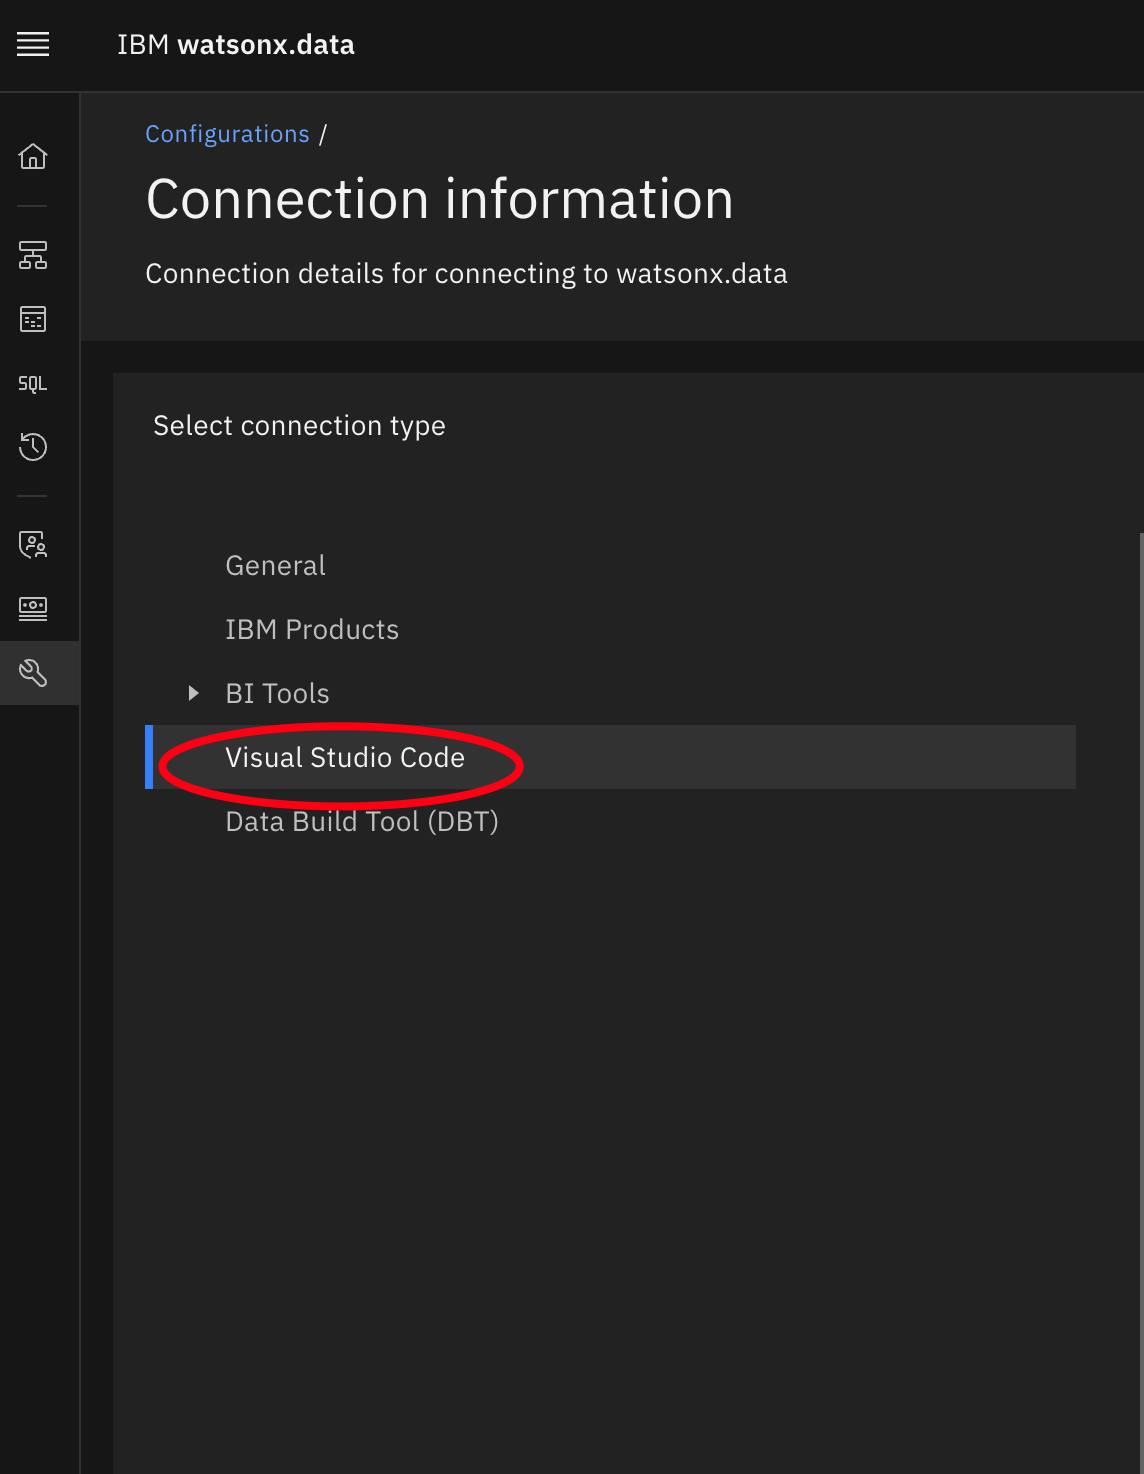 IBM watsonx.data
Configurations /
Connection information
Connection details for connecting to watsonx.data
SQL
Select connection type
General
IBM Products
BI Tools
Visual Studio Code
Data Build Tool (DBT)